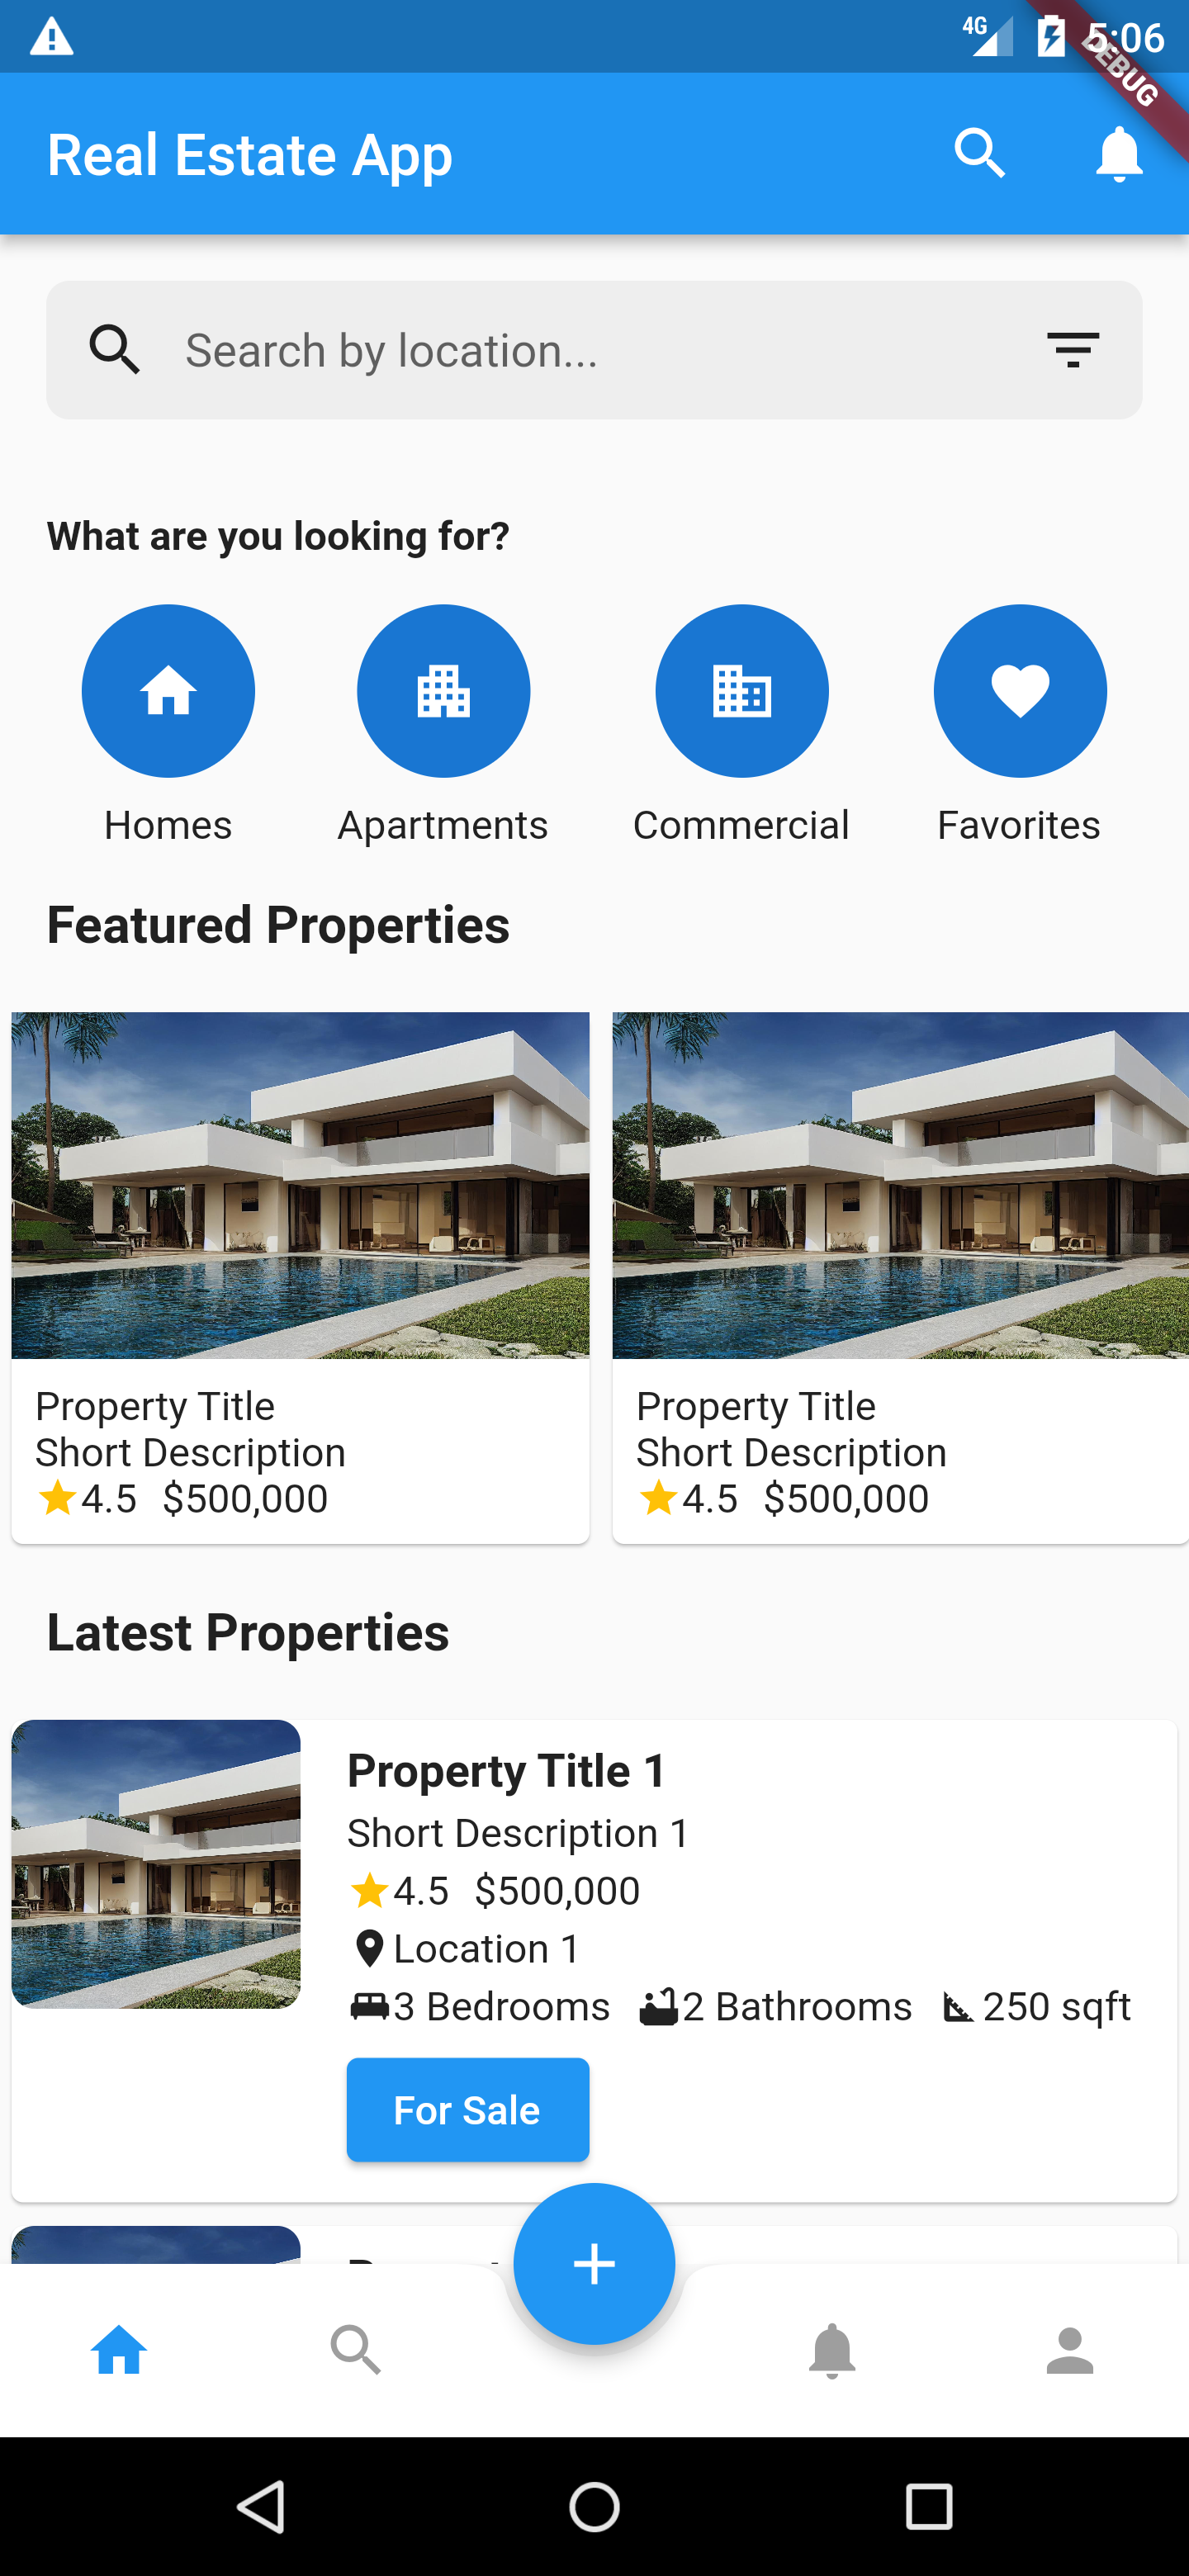 4G 5:06
DEBUG
Real Estate App
Search by location...
What are you looking for?
Homes Apartments Commercial Favorites
Featured Properties
Property Title Property Title
Short Description Short Description
4.5 $500,000 4.5 $500,000
Latest Properties
Property Title 1
Short Description 1
4.5 $500,000
Location 1
3 Bedrooms 2 Bathrooms 250 sqft
For Sale